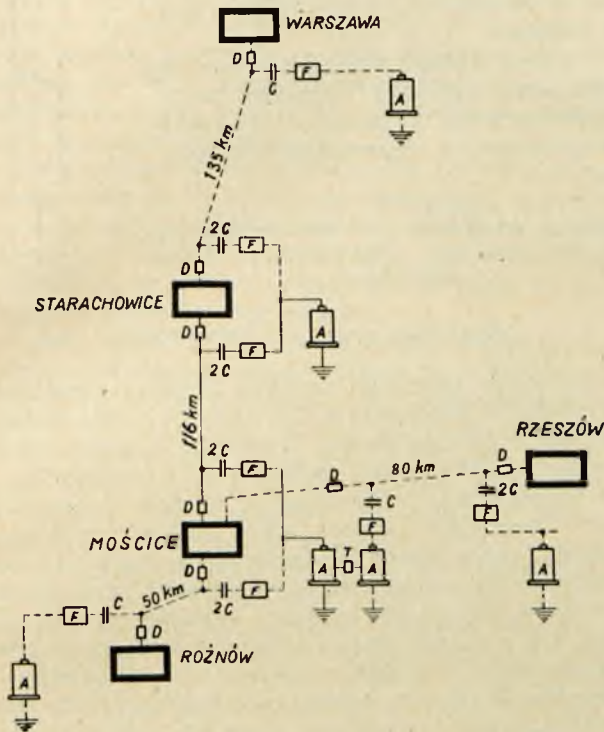 WARSZAWA
D
C
F
A
135 km
2C
F
D
STARACHOWICE
A
D
F
2C
116 km
2C
F
RZESZÓW
D
80 km
D
D
C
2C
F
MOŚCICE
F
D
A
T
A
A
F
C
50 km
2C
F
D
ROŻNÓW
A